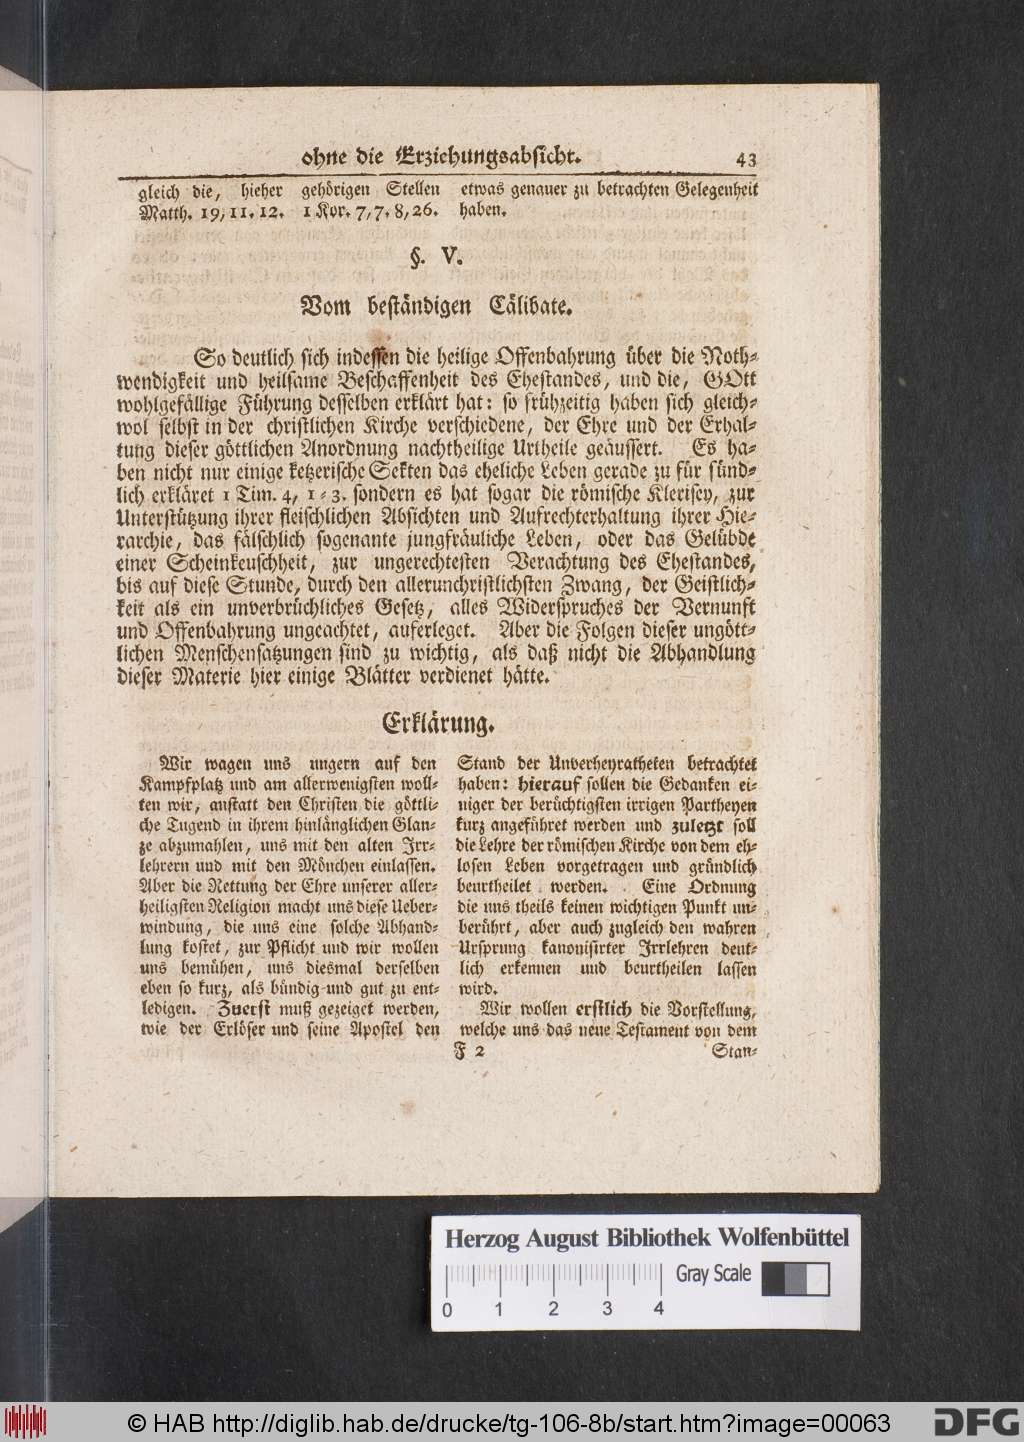 ohne die Erziehungsabsicht. 43
gleich die, hieher gehörigen Stellen
Matth. 19, 11. 12. 1 Kor. 7, 7. 8, 26.
etwas genauer zu betrachten Gelegenheit
haben.
§. V.
Vom beständigen Cälibate.
So deutlich sich indessen die heilige Offenbahrung über die Noth-
wendigkeit und heilsame Beschaffenheit des Ehestandes, und die, GOtt
wohlgefällige Führung desselben erklärt hat: so frühzeitig haben sich gleich-
wol selbst in der christlichen Kirche verschiedene, der Ehre und der Erhal-
tung dieser göttlichen Anordnung nachtheilige Urtheile geäussert. Es ha-
ben nicht nur einige ketzerische Sekten das eheliche Leben gerade zu für sünd-
lich erkläret 1 Tim. 4, 1-3. sondern es hat sogar die römische Klerisey, zur
Unterstützung ihrer fleischlichen Absichten und Aufrechterhaltung ihrer Hie-
rarchie, das fälschlich sogenante jungfräuliche Leben, oder das Gelübde
einer Scheinkeuschheit, zur ungerechtesten Verachtung des Ehestandes,
bis auf diese Stunde, durch den allerunchristlichsten Zwang, der Geistlich-
keit als ein unverbrüchliches Gesetz, alles Widerspruches der Vernunft
und Offenbahrung ungeachtet, auferleget. Aber die Folgen dieser ungött-
lichen Menschensatzungen sind zu wichtig, als daß nicht die Abhandlung
dieser Materie hier einige Blätter verdienet hätte.
Erklärung.
Wir wagen uns ungern auf den
Kampfplatz und am allerwenigsten woll-
ten wir, anstatt den Christen die göttli-
che Tugend in ihrem hinlänglichen Glan-
ze abzumahlen, uns mit den alten Irr-
lehrern und mit den Mönchen einlassen.
Aber die Rettung der Ehre unserer aller-
heiligsten Religion macht uns diese Ueber-
windung, die uns eine solche Abhand-
lung kostet, zur Pflicht und wir wollen
uns bemühen, uns diesmal derselben
eben so kurz, als bündig und gut zu ent-
ledigen. Zuerst muß gezeiget werden,
wie der Erlöser und seine Apostel den
Stand der Unverheyratheten betrachtet
haben: hierauf sollen die Gedanken ei-
niger der berüchtigsten irrigen Partheyen
kurz angeführet werden und zuletzt soll
die Lehre der römischen Kirche von dem eh-
losen Leben vorgetragen und gründlich
beurtheilet werden. Eine Ordnung
die uns theils keinen wichtigen Punkt un-
berührt, aber auch zugleich den wahren
Ursprung kanonisirter Irrlehren deut-
lich erkennen und beurtheilen lassen
wird.
Wir wollen erstlich die Vorstellung,
welche uns das neue Testament von dem
F 2 Stan-
Herzog August Bibliothek Wolfenbüttel
Gray Scale
0 1 2 3 4
© HAB http://diglib.hab.de/drucke/tg-106-8b/start.htm?image=00063
DFG